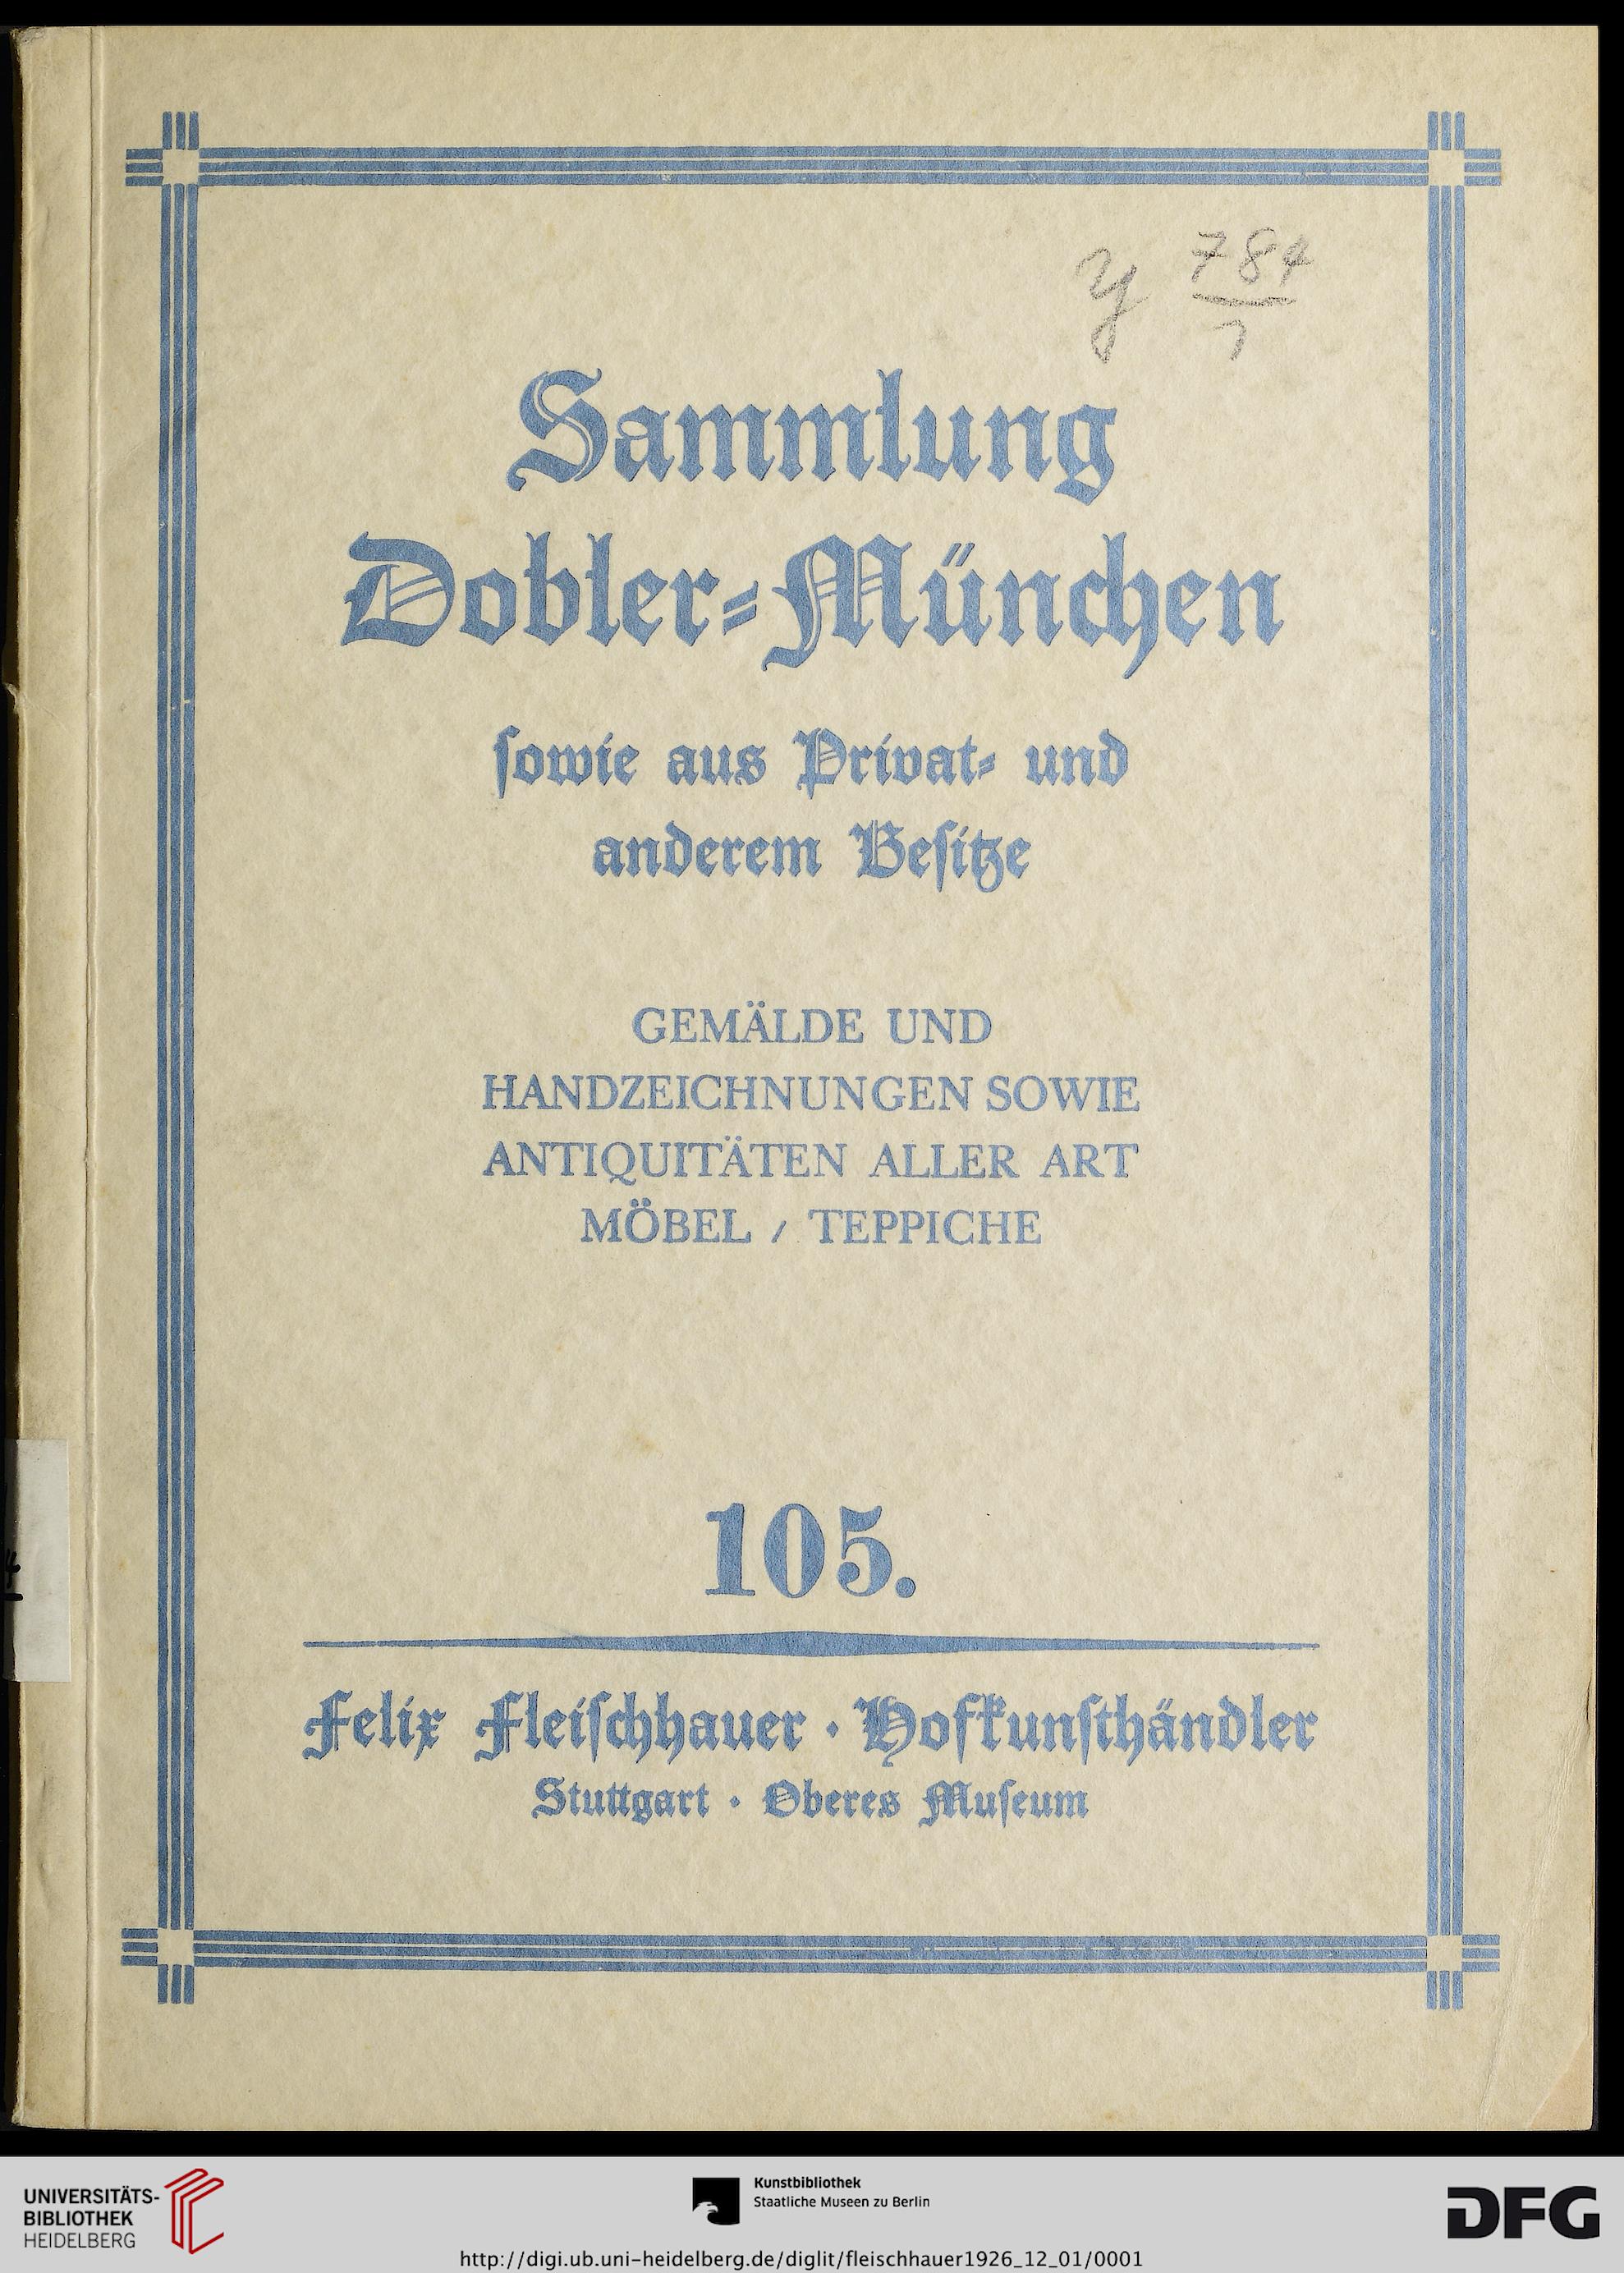 y 784
7
Sammlung
Dobler-München
sowie aus Privat- und
anderem Besitze
GEMÄLDE UND
HANDZEICHNUNGEN SOWIE
ANTIQUITÄTEN ALLER ART
MÖBEL / TEPPICHE
105.
Felix Fleischhauer · Hofkunsthändler
Stuttgart · Oberes Museum
UNIVERSITÄTS-
BIBLIOTHEK
HEIDELBERG
Kunstbibliothek
Staatliche Museen zu Berlin
DFG
http://digi.ub.uni-heidelberg.de/diglit/fleischhauer1926_12_01/0001